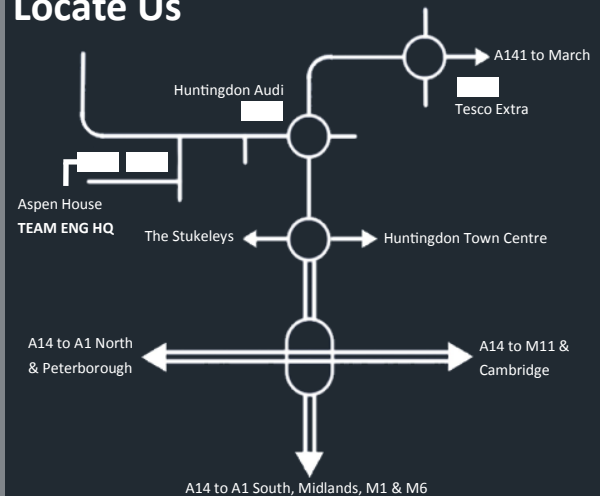 Locate Us
A141 to March
Huntingdon Audi
Tesco Extra
Aspen House
TEAM ENG HQ
The Stukeleys
Huntingdon Town Centre
A14 to A1 North
& Peterborough
A14 to M11 &
Cambridge
A14 to A1 South, Midlands, M1 & M6